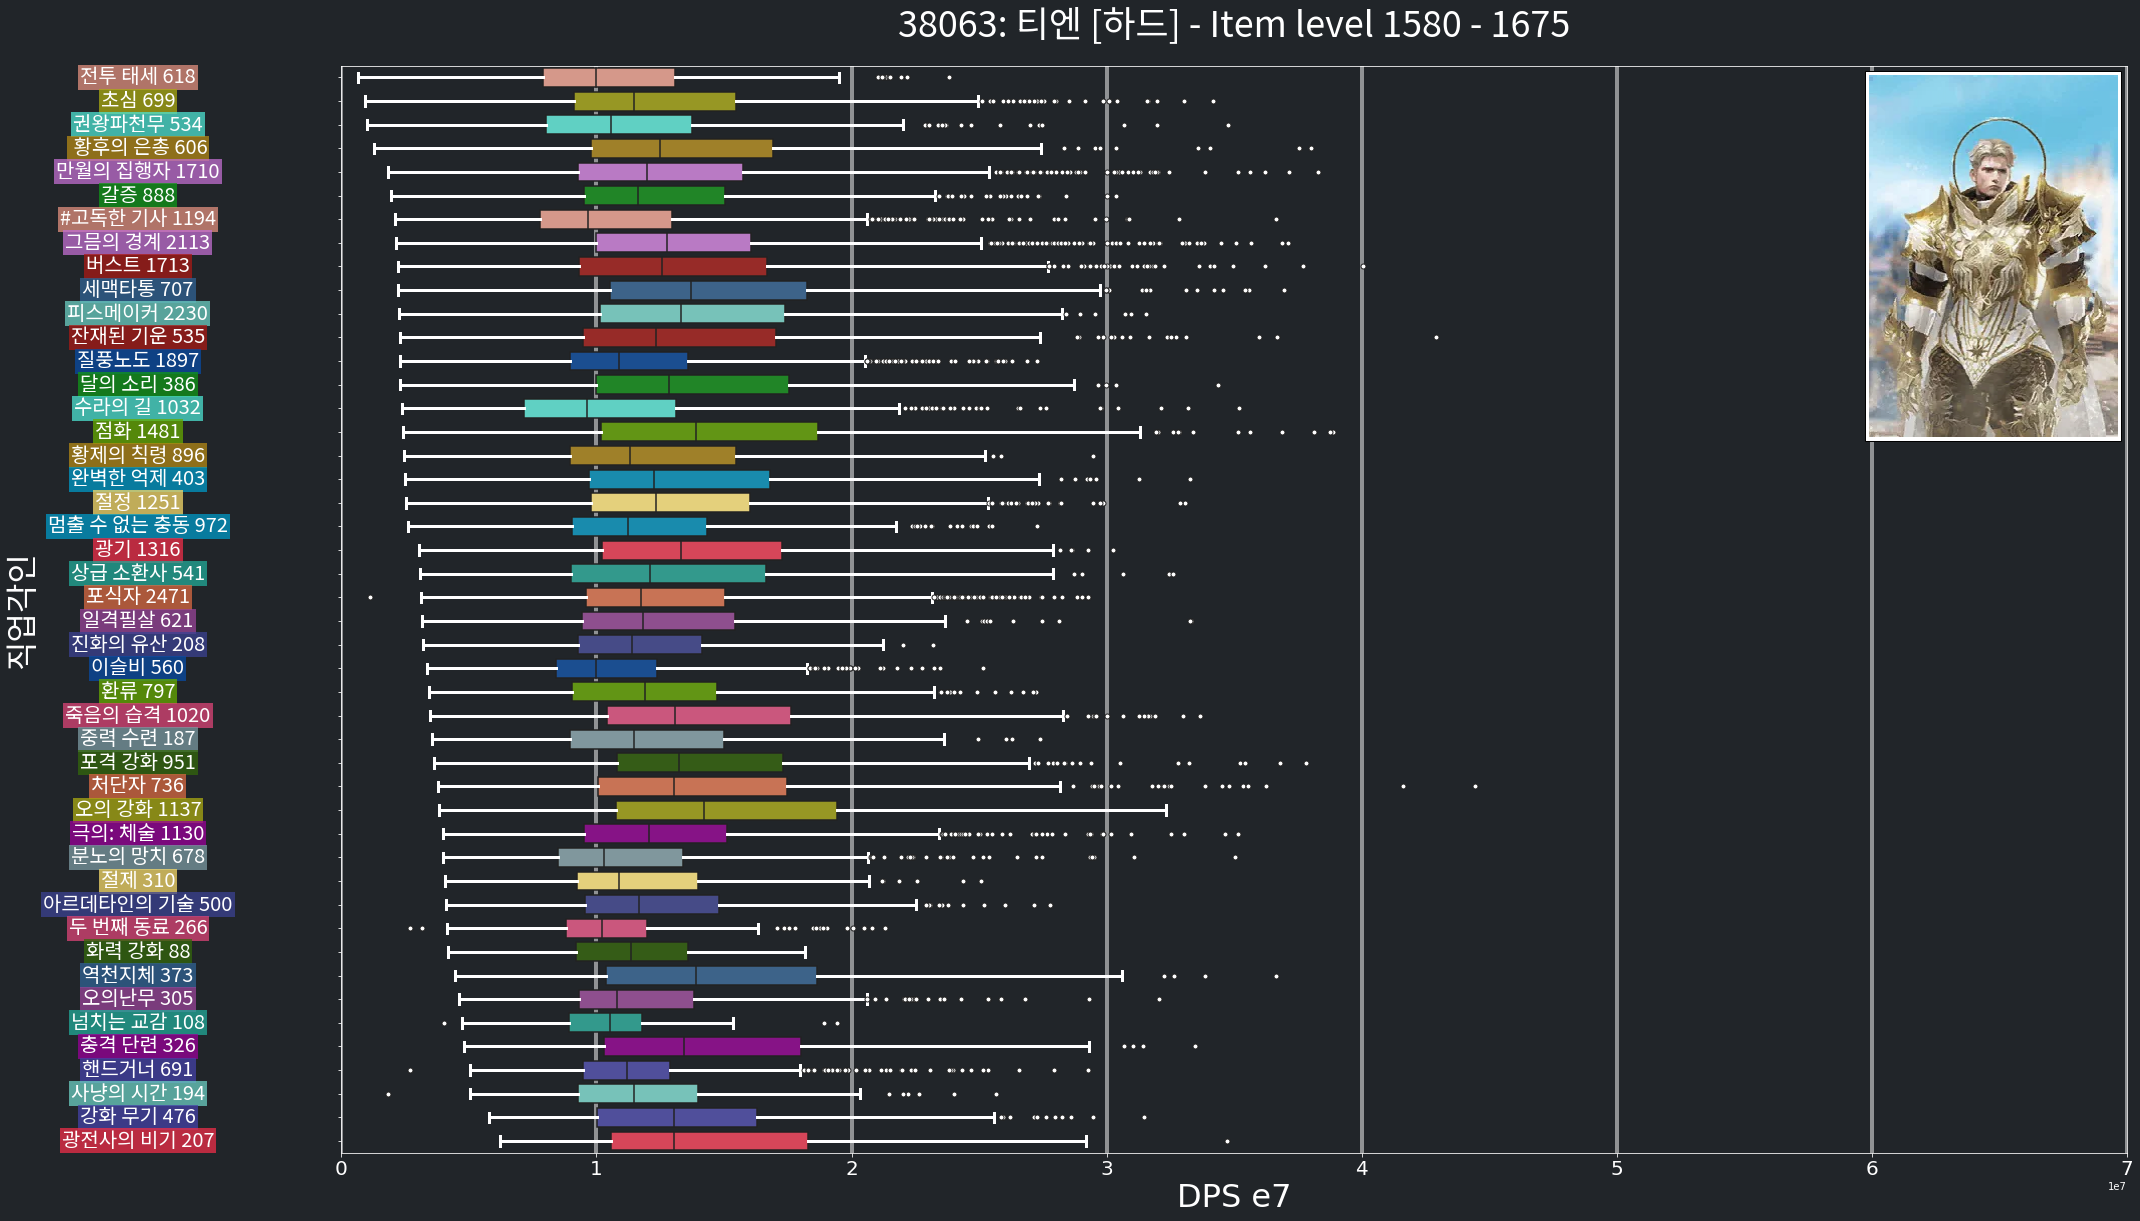 38063: 티엔 [하드] - Item level 1580 - 1675
직업각인
전투 태세 618
초심 699
권왕파천무 534
황후의 은총 606
만월의 집행자 1710
갈증 888
#고독한 기사 1194
그믐의 경계 2113
버스트 1713
세맥타통 707
피스메이커 2230
잔재된 기운 535
질풍노도 1897
달의 소리 386
수라의 길 1032
점화 1481
황제의 칙령 896
완벽한 억제 403
절정 1251
멈출 수 없는 충동 972
광기 1316
상급 소환사 541
포식자 2471
일격필살 621
진화의 유산 208
이슬비 560
환류 797
죽음의 습격 1020
중력 수련 187
포격 강화 951
처단자 736
오의 강화 1137
극의: 체술 1130
분노의 망치 678
절제 310
아르데타인의 기술 500
두 번째 동료 266
화력 강화 88
역천지체 373
오의난무 305
넘치는 교감 108
충격 단련 326
핸드거너 691
사냥의 시간 194
강화 무기 476
광전사의 비기 207
0 1 2 3 4 5 6 7
1e7
DPS e7